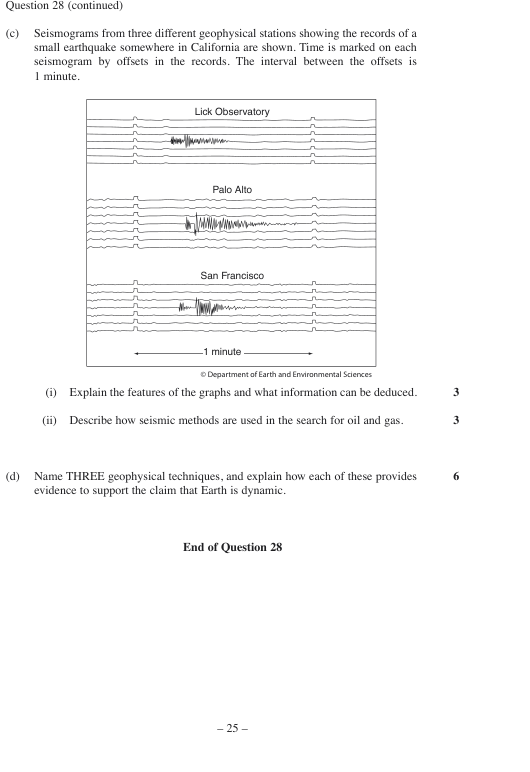 Question 28 (continued)
(c) Seismograms from three different geophysical stations showing the records of a
small earthquake somewhere in California are shown. Time is marked on each
seismogram by offsets in the records. The interval between the offsets is
1 minute.
Lick Observatory
Palo Alto
San Francisco
1 minute
© Department of Earth and Environmental Sciences
(i) Explain the features of the graphs and what information can be deduced. 3
(ii) Describe how seismic methods are used in the search for oil and gas. 3
(d) Name THREE geophysical techniques, and explain how each of these provides 6
evidence to support the claim that Earth is dynamic.
End of Question 28
– 25 –